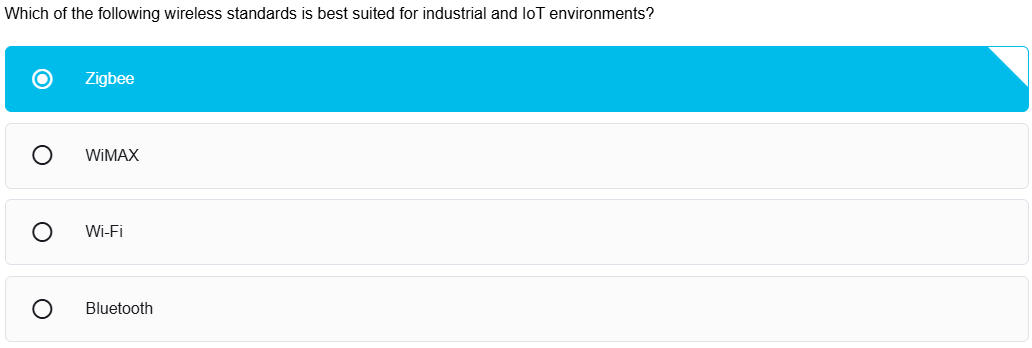 Which of the following wireless standards is best suited for industrial and IoT environments?
Zigbee
WiMAX
Wi-Fi
Bluetooth